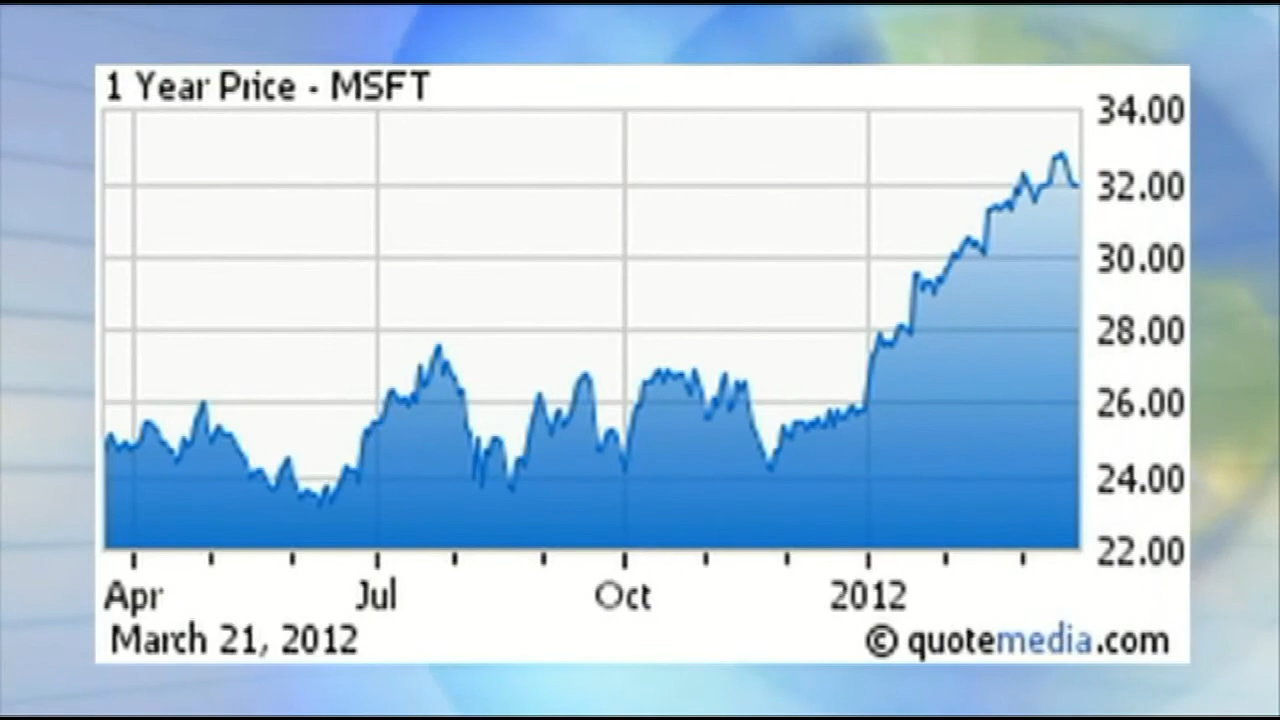 1 Year Price - MSFT
34.00
32.00
30.00
28.00
26.00
24.00
22.00
Apr Jul Oct 2012
March 21, 2012 © quotemedia.com